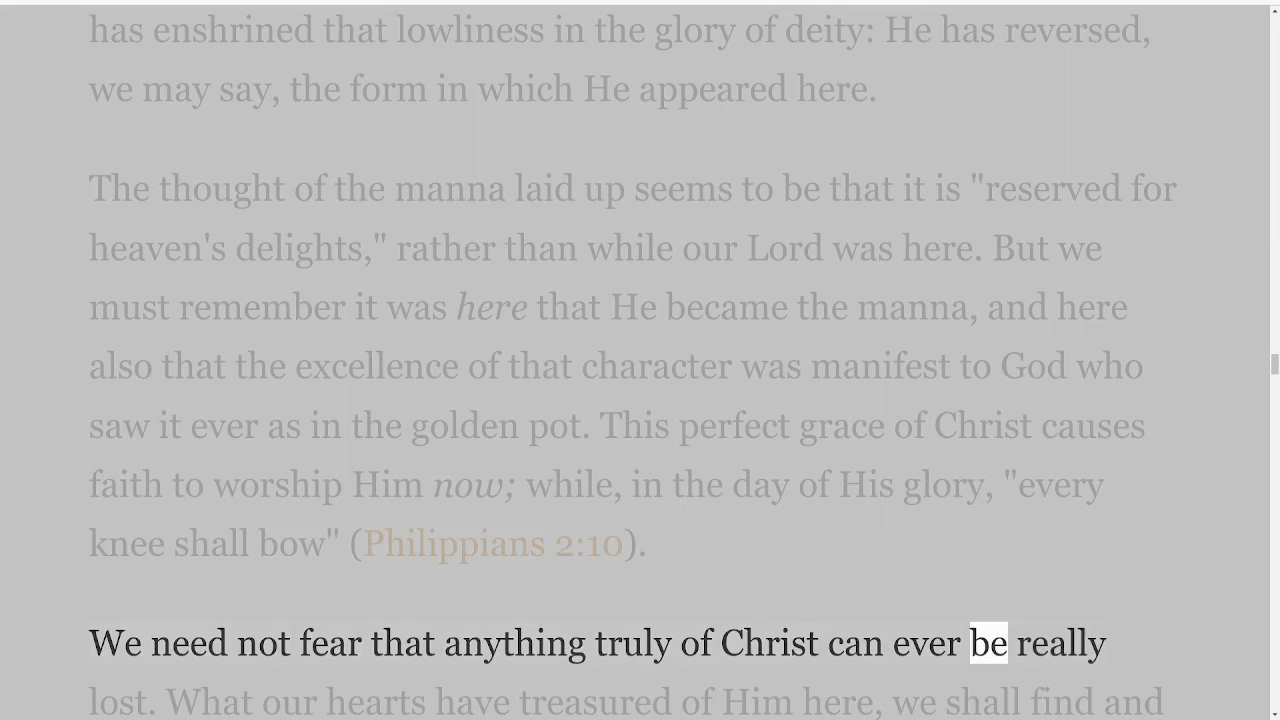 has enshrined that lowliness in the glory of deity: He has reversed,
we may say, the form in which He appeared here.
The thought of the manna laid up seems to be that it is "reserved for
heaven's delights," rather than while our Lord was here. But we
must remember it was here that He became the manna, and here
also that the excellence of that character was manifest to God who
saw it ever as in the golden pot. This perfect grace of Christ causes
faith to worship Him now; while, in the day of His glory, "every
knee shall bow" (Philippians 2:10).
We need not fear that anything truly of Christ can ever be really
lost. What our hearts have treasured of Him here, we shall find and